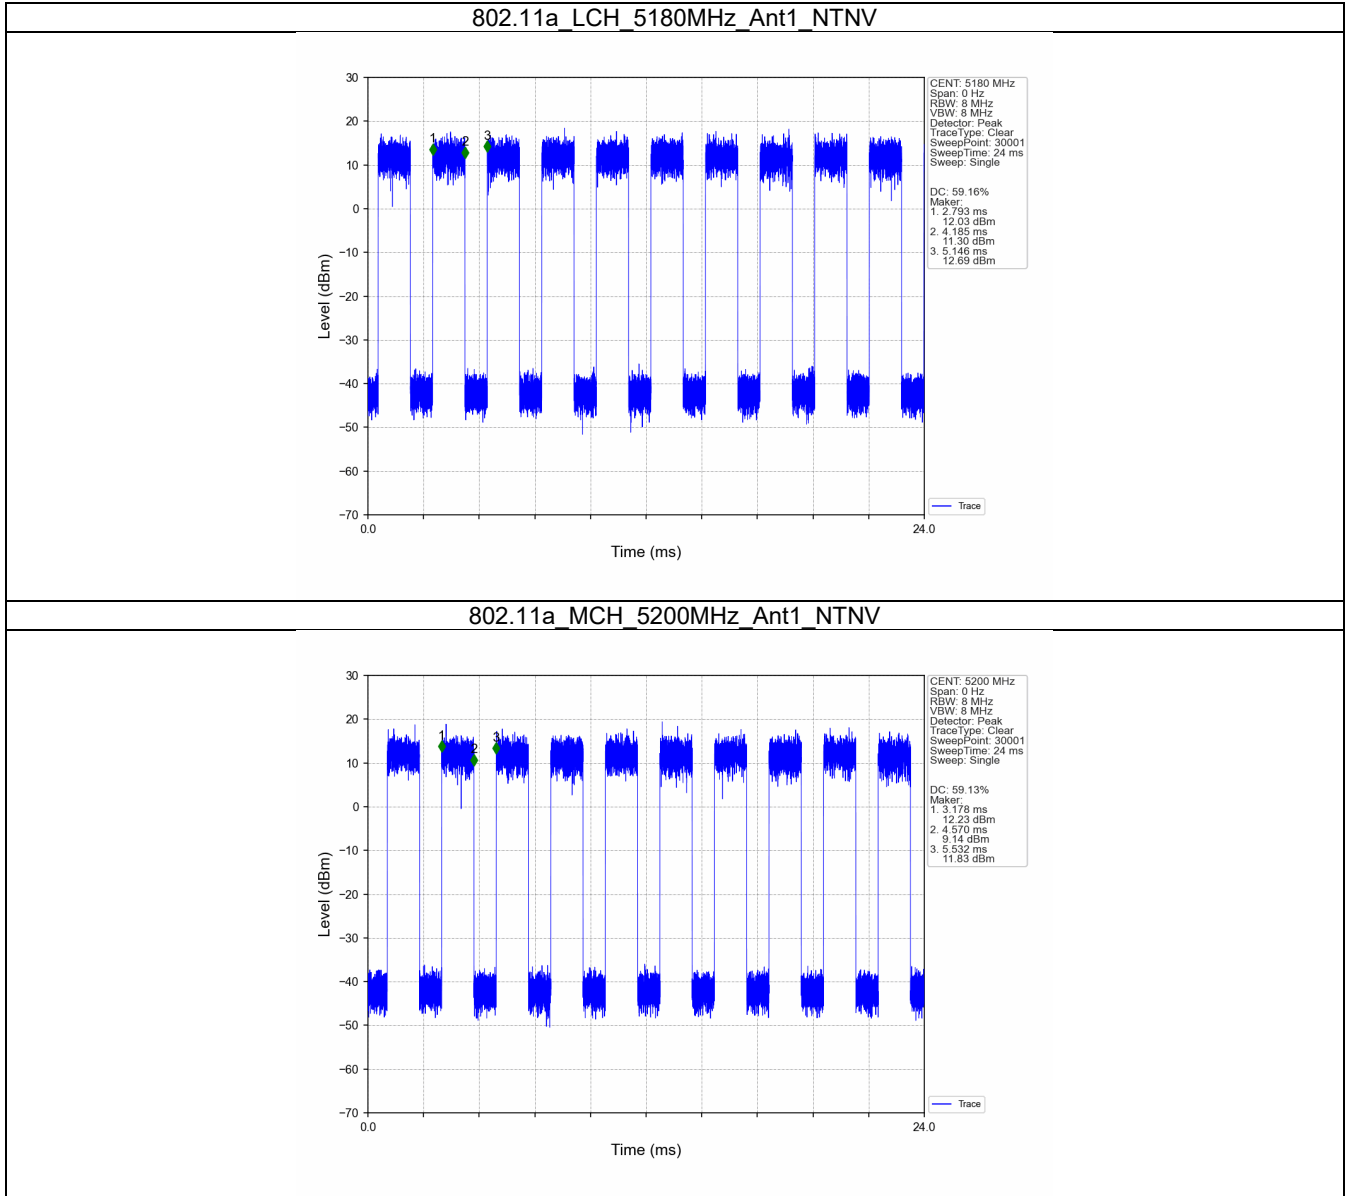 802.11a_LCH_5180MHz_Ant1_NTNV
30
20
10
0
−10
−20
−30
−40
−50
−60
−70
Level (dBm)
1
2
3
0.0
24.0
Time (ms)
CENT: 5180 MHz
Span: 0 Hz
RBW: 8 MHz
VBW: 8 MHz
Detector: Peak
TraceType: Clear
SweepPoint: 30001
SweepTime: 24 ms
Sweep: Single
DC: 59.16%
Maker:
1. 2.793 ms
12.03 dBm
2. 4.185 ms
11.30 dBm
3. 5.146 ms
12.69 dBm
Trace
802.11a_MCH_5200MHz_Ant1_NTNV
30
20
10
0
−10
−20
−30
−40
−50
−60
−70
Level (dBm)
1
2
3
0.0
24.0
Time (ms)
CENT: 5200 MHz
Span: 0 Hz
RBW: 8 MHz
VBW: 8 MHz
Detector: Peak
TraceType: Clear
SweepPoint: 30001
SweepTime: 24 ms
Sweep: Single
DC: 59.13%
Maker:
1. 3.178 ms
12.23 dBm
2. 4.570 ms
9.14 dBm
3. 5.532 ms
11.83 dBm
Trace